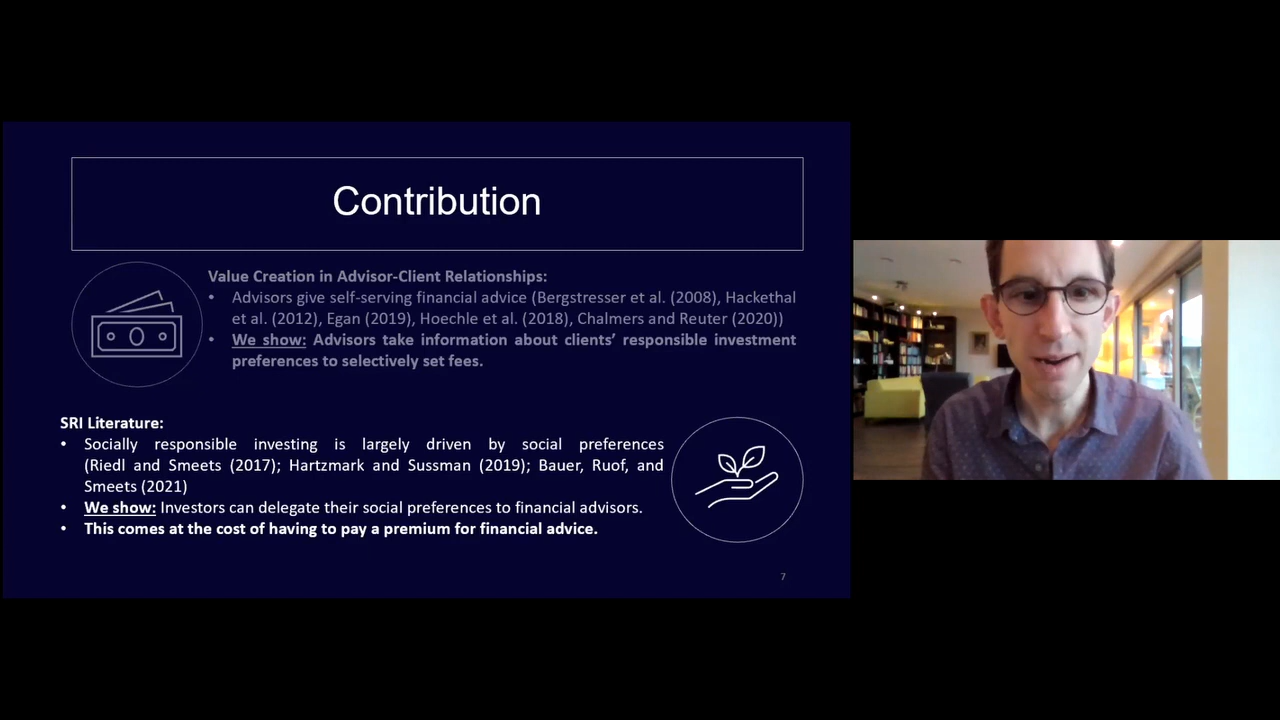 Contribution
Value Creation in Advisor-Client Relationships:
• Advisors give self-serving financial advice (Bergstresser et al. (2008), Hackethal
et al. (2012), Egan (2019), Hoechle et al. (2018), Chalmers and Reuter (2020))
• We show: Advisors take information about clients’ responsible investment
preferences to selectively set fees.
SRI Literature:
• Socially responsible investing is largely driven by social preferences
(Riedl and Smeets (2017); Hartzmark and Sussman (2019); Bauer, Ruof, and
Smeets (2021)
• We show: Investors can delegate their social preferences to financial advisors.
• This comes at the cost of having to pay a premium for financial advice.
7